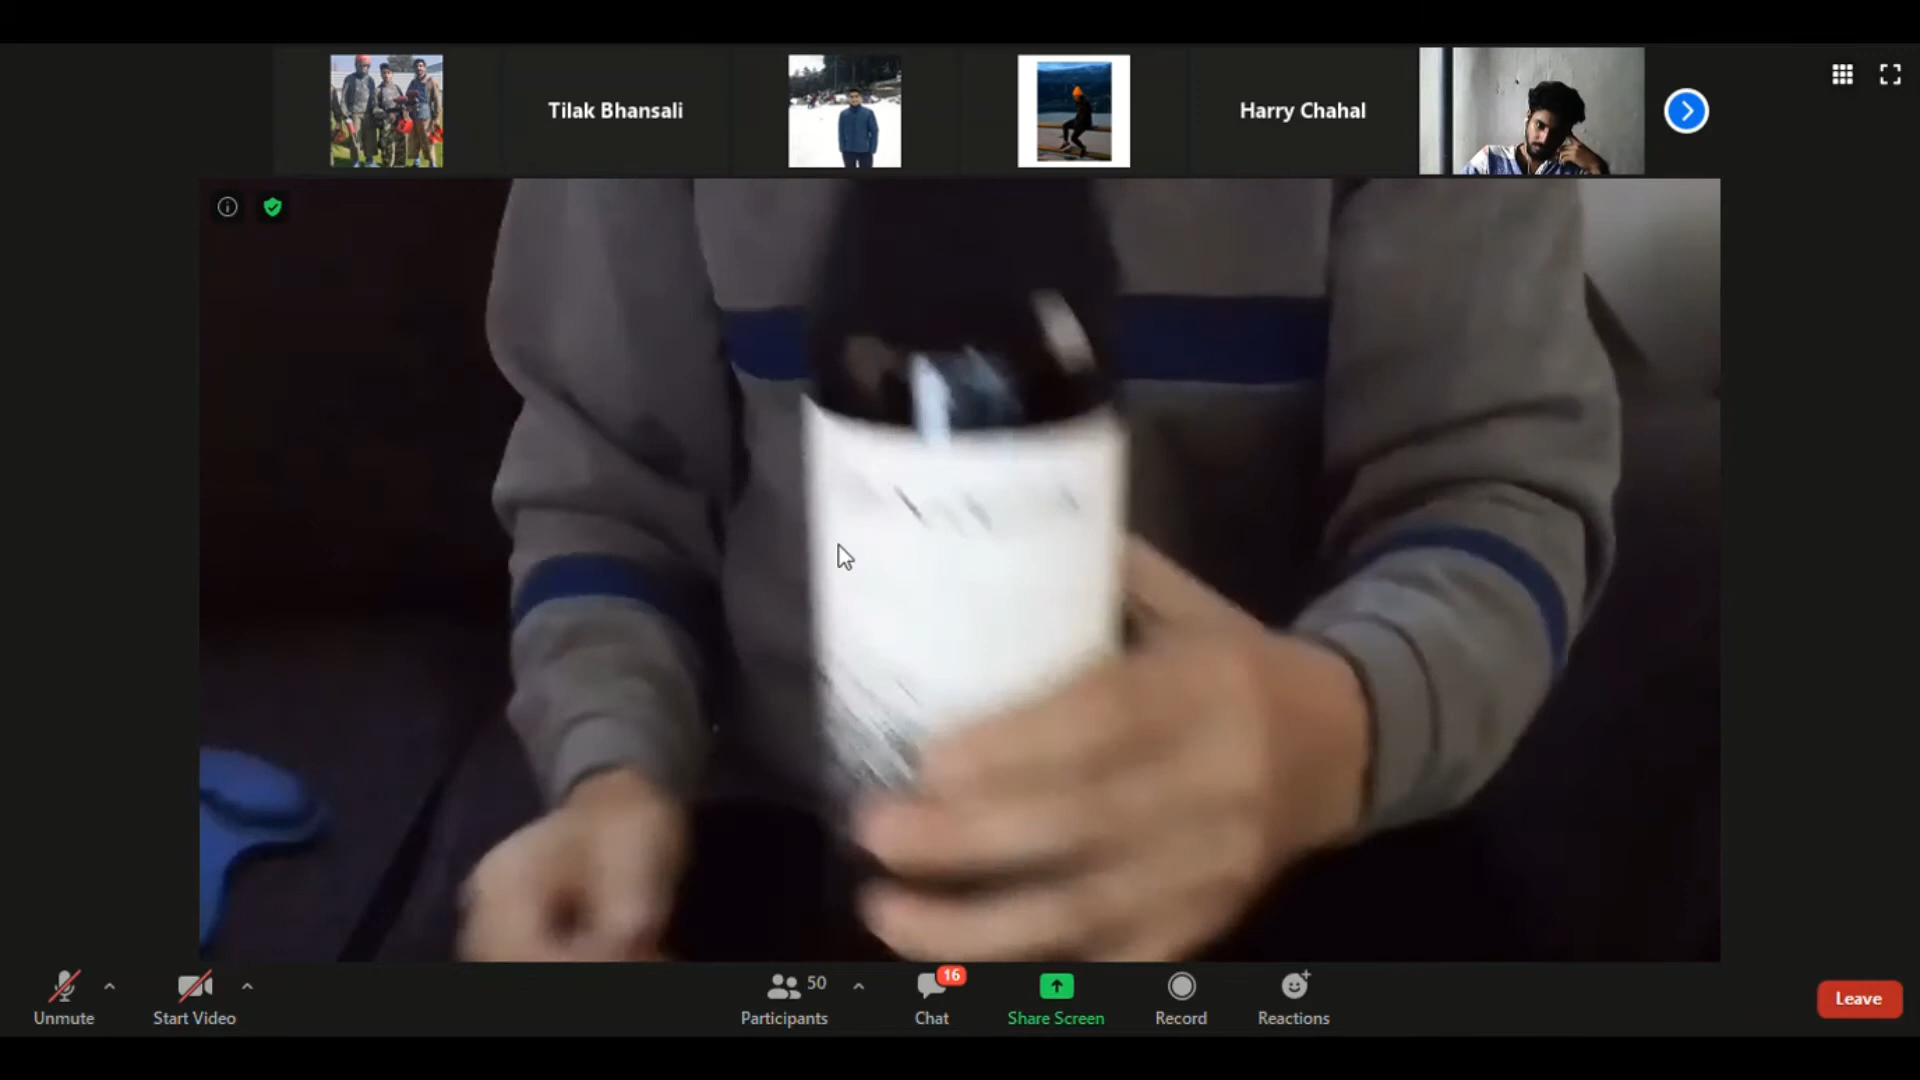 Tilak Bhansali
Harry Chahal
Unmute
Start Video
50
Participants
16
Chat
Share Screen
Record
Reactions
Leave